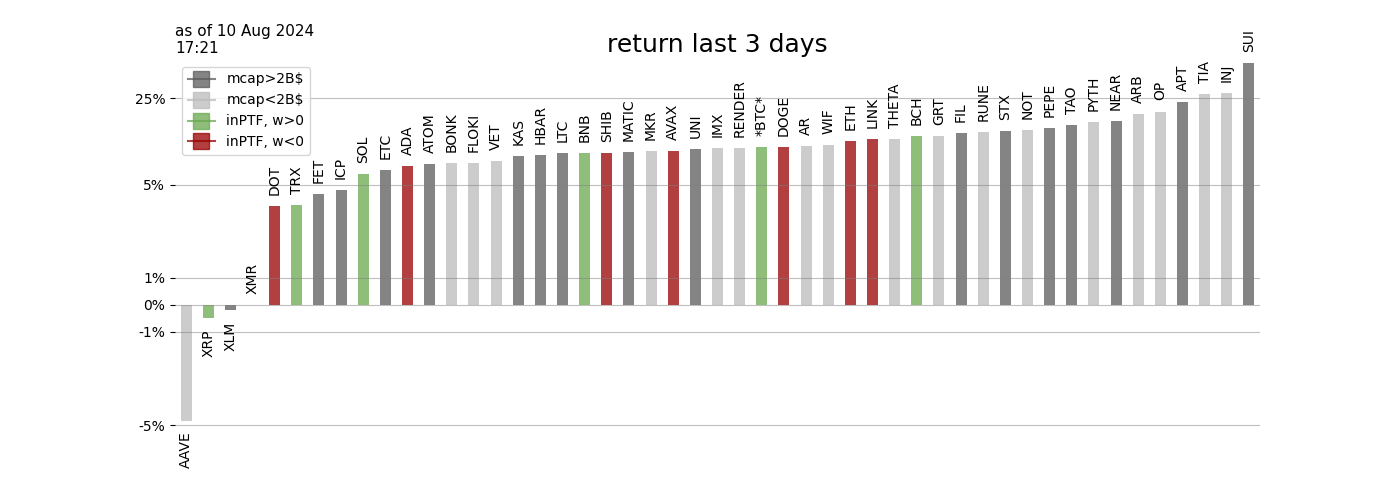 as of 10 Aug 2024
17:21
return last 3 days
mcap>2B$
mcap<2B$
inPTF, w>0
inPTF, w<0
25%
5%
1%
0%
-1%
-5%
AAVE
XRP
XLM
XMR
DOT
TRX
FET
ICP
SOL
ETC
ADA
ATOM
BONK
FLOKI
VET
KAS
HBAR
LTC
BNB
SHIB
MATIC
MKR
AVAX
UNI
IMX
RENDER
*BTC*
DOGE
AR
WIF
ETH
LINK
THETA
BCH
GRT
FIL
RUNE
STX
NOT
PEPE
TAO
PYTH
NEAR
ARB
OP
APT
TIA
INJ
SUI